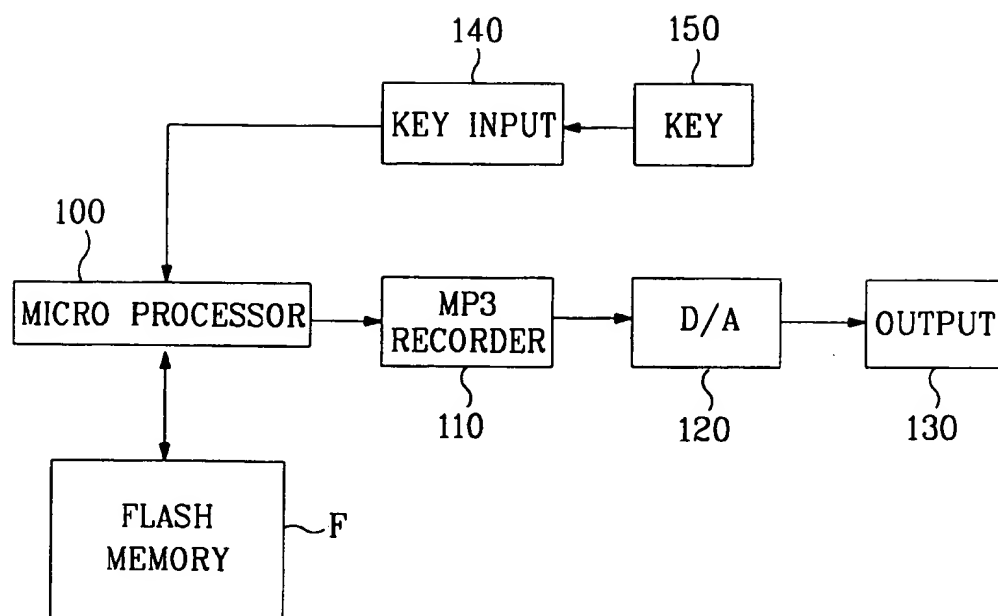 140
150
KEY INPUT
KEY
100
MICRO PROCESSOR
MP3
RECORDER
D/A
OUTPUT
110
120
130
FLASH
MEMORY
F